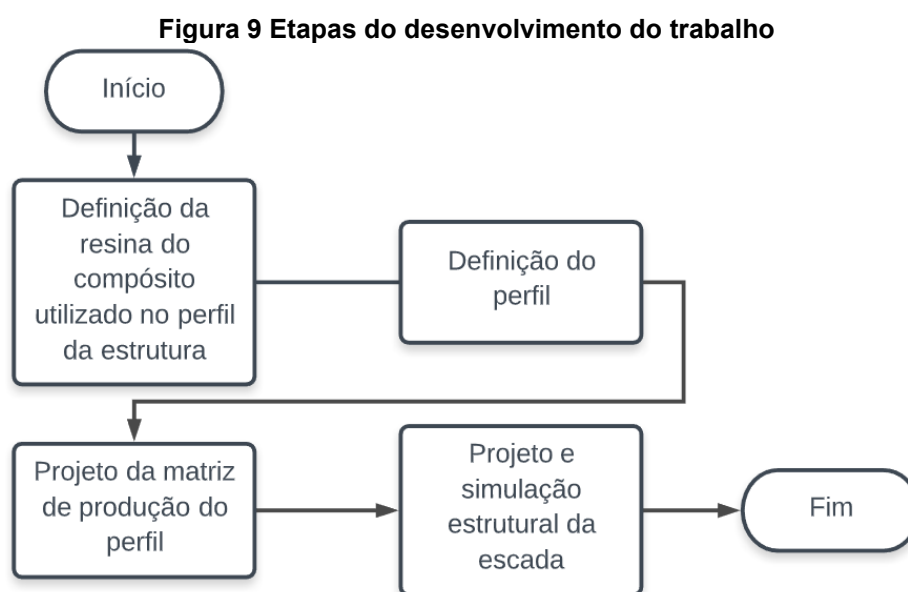 Figura 9 Etapas do desenvolvimento do trabalho
Início
Definição da
resina do
compósito
utilizado no perfil
da estrutura
Definição do
perfil
Projeto da matriz
de produção do
perfil
Projeto e
simulação
estrutural da
escada
Fim